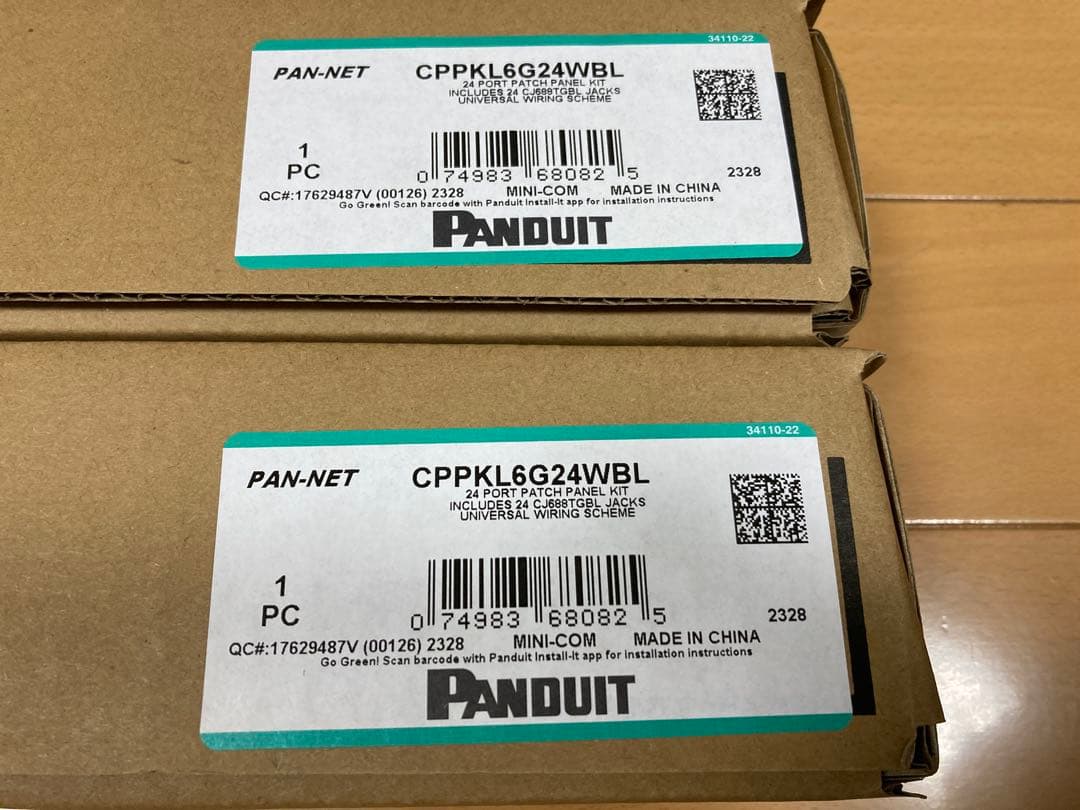 34110-22
PAN-NET CPPKL6G24WBL
24 PORT PATCH PANEL KIT
INCLUDES 24 CJ688TGBL JACKS
UNIVERSAL WIRING SCHEME
1
PC
0 74983 68082 5
2328
QC#:17629487V (00126) 2328 MINI-COM MADE IN CHINA
Go Green! Scan barcode with Panduit Install-It app for installation instructions
PANDUIT
34110-22
PAN-NET CPPKL6G24WBL
24 PORT PATCH PANEL KIT
INCLUDES 24 CJ688TGBL JACKS
UNIVERSAL WIRING SCHEME
1
PC
0 74983 68082 5
2328
QC#:17629487V (00126) 2328 MINI-COM MADE IN CHINA
Go Green! Scan barcode with Panduit Install-It app for installation instructions
PANDUIT